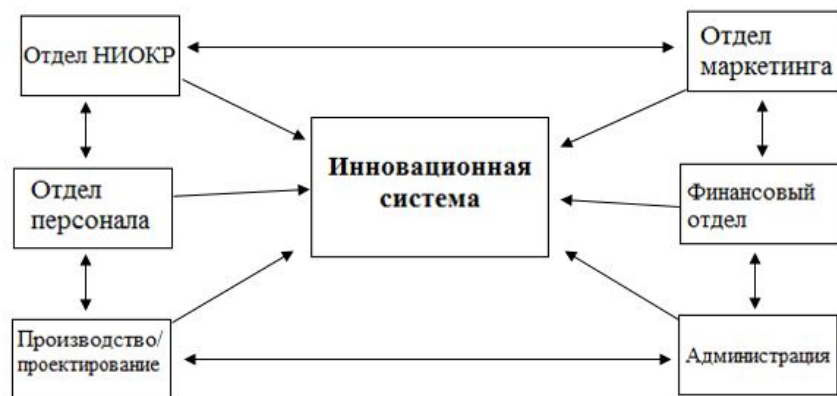 Отдел НИОКР
Отдел
маркетинга
Инновационная
система
Отдел
персонала
Финансовый
отдел
Производство/
проектирование
Администрация